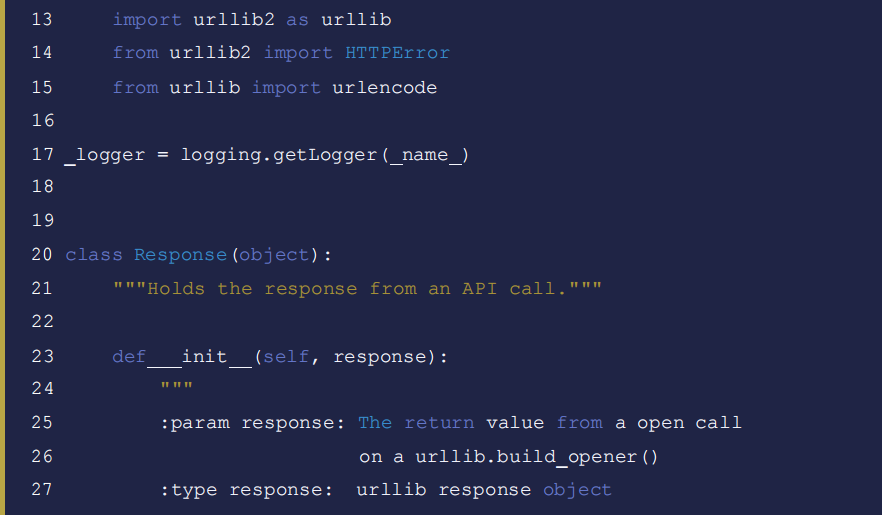 13 import urllib2 as urllib
14 from urllib2 import HTTPError
15 from urllib import urlencode
16
17 _logger = logging.getLogger(_name_)
18
19
20 class Response(object):
21 """Holds the response from an API call."""
22
23 def___init__(self, response):
24 """
25 :param response: The return value from a open call
26 on a urllib.build_opener()
27 :type response: urllib response object